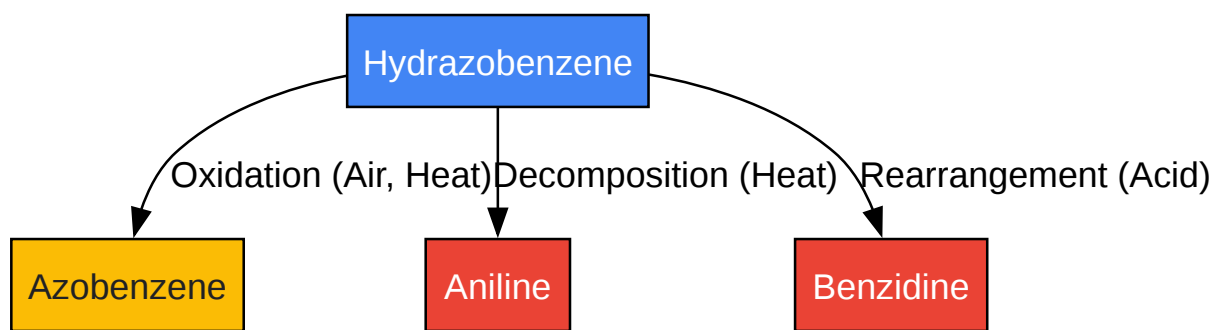 Hydrazobenzene
Oxidation (Air, Heat)
Decomposition (Heat)
Rearrangement (Acid)
Azobenzene
Aniline
Benzidine